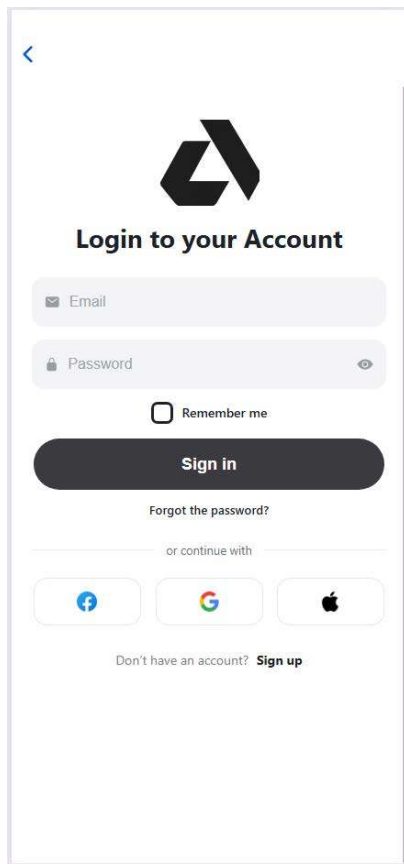 Login to your Account
Email
Password
Remember me
Sign in
Forgot the password?
or continue with
Don't have an account? Sign up